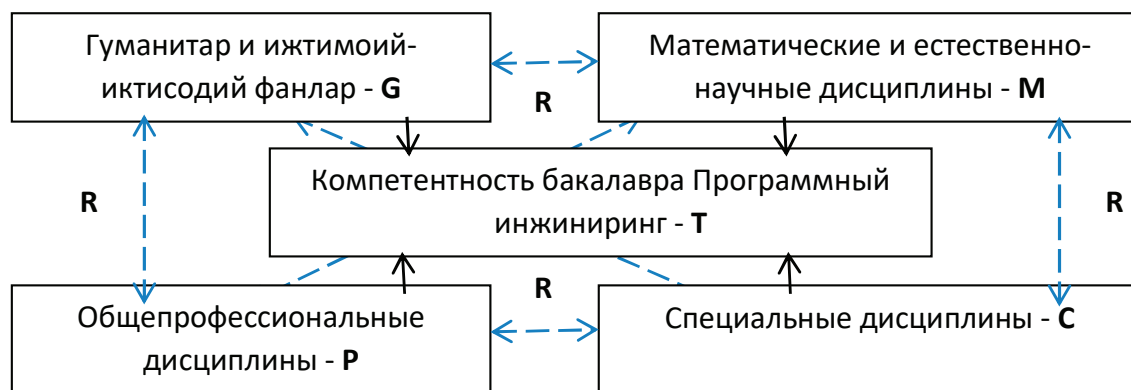 Гуманитар и ижтимоий-
иктисодий фанлар - G
Математические и естественно-
научные дисциплины - M
R
Компетентность бакалавра Программный
инжиниринг - T
R
R
R
Общепрофессиональные
дисциплины - P
Специальные дисциплины - C